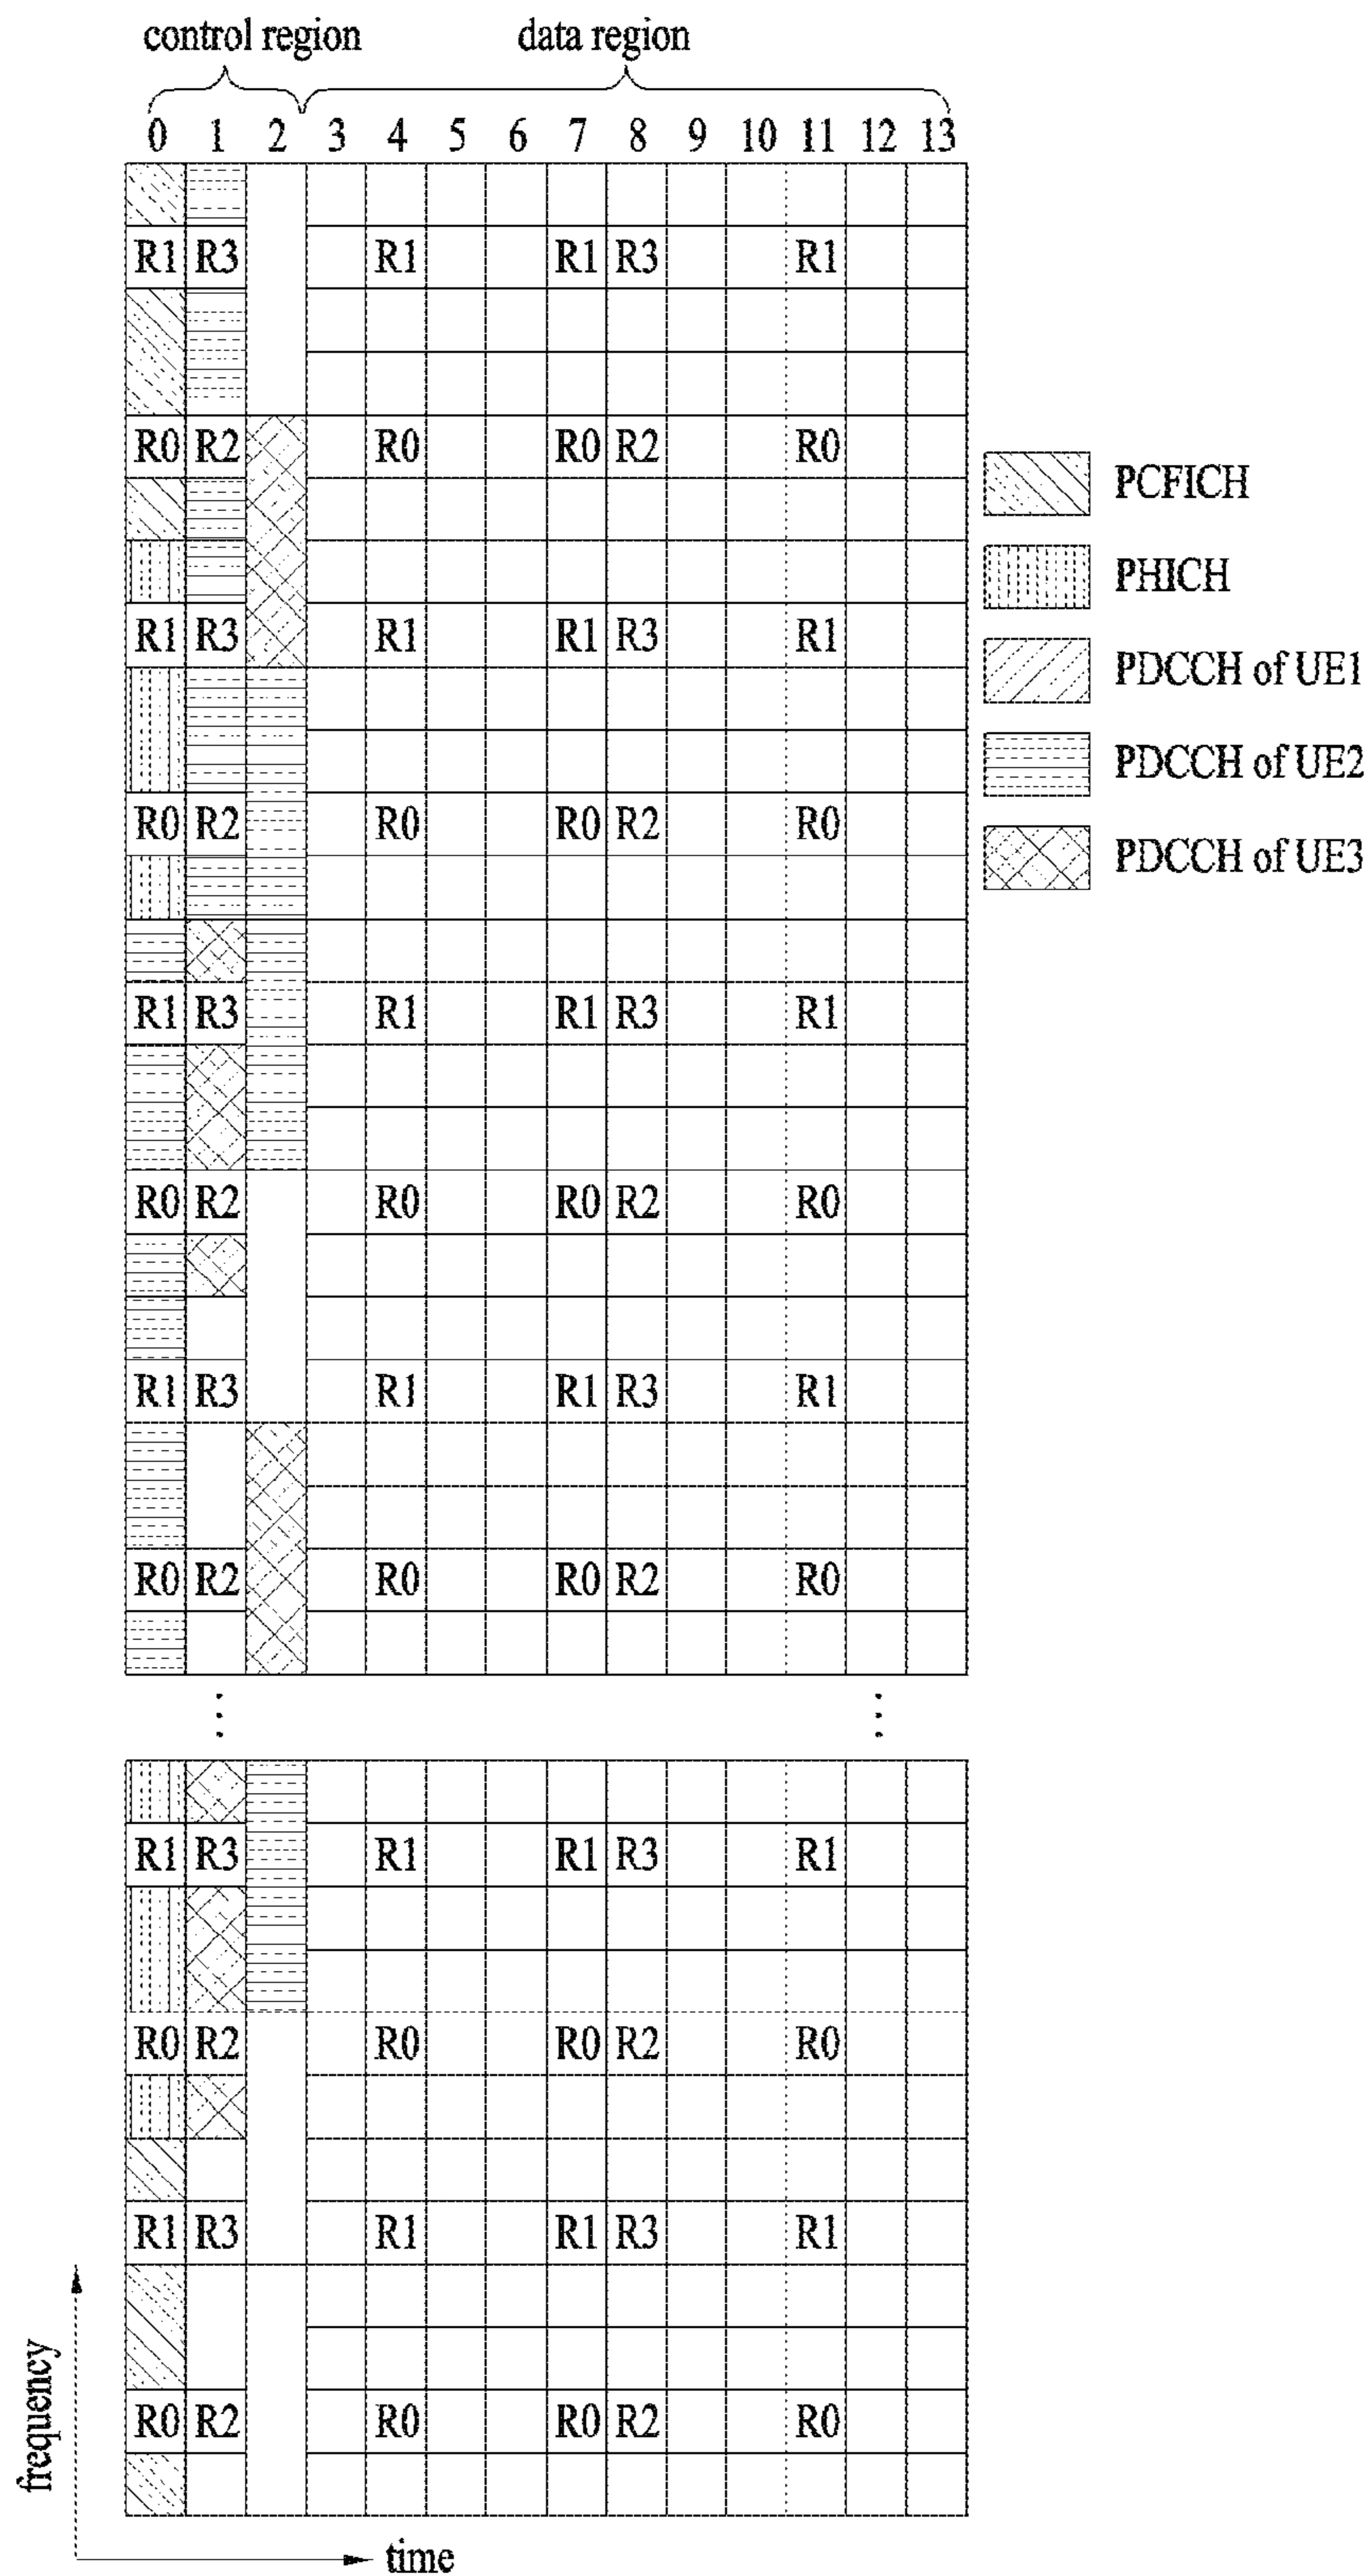 control region data region
0 1 2 3 4 5 6 7 8 9 10 11 12 13
R1 R3 R1 R1 R3 R1
R0 R2 R0 R0 R2 R0
PCFICH
PHICH
R1 R3 R1 R1 R3 R1
PDCCH of UE1
PDCCH of UE2
R0 R2 R0 R0 R2 R0
PDCCH of UE3
R1 R3 R1 R1 R3 R1
R0 R2 R0 R0 R2 R0
R1 R3 R1 R1 R3 R1
R0 R2 R0 R0 R2 R0
R1 R3 R1 R1 R3 R1
R0 R2 R0 R0 R2 R0
R1 R3 R1 R1 R3 R1
R0 R2 R0 R0 R2 R0
frequency
time